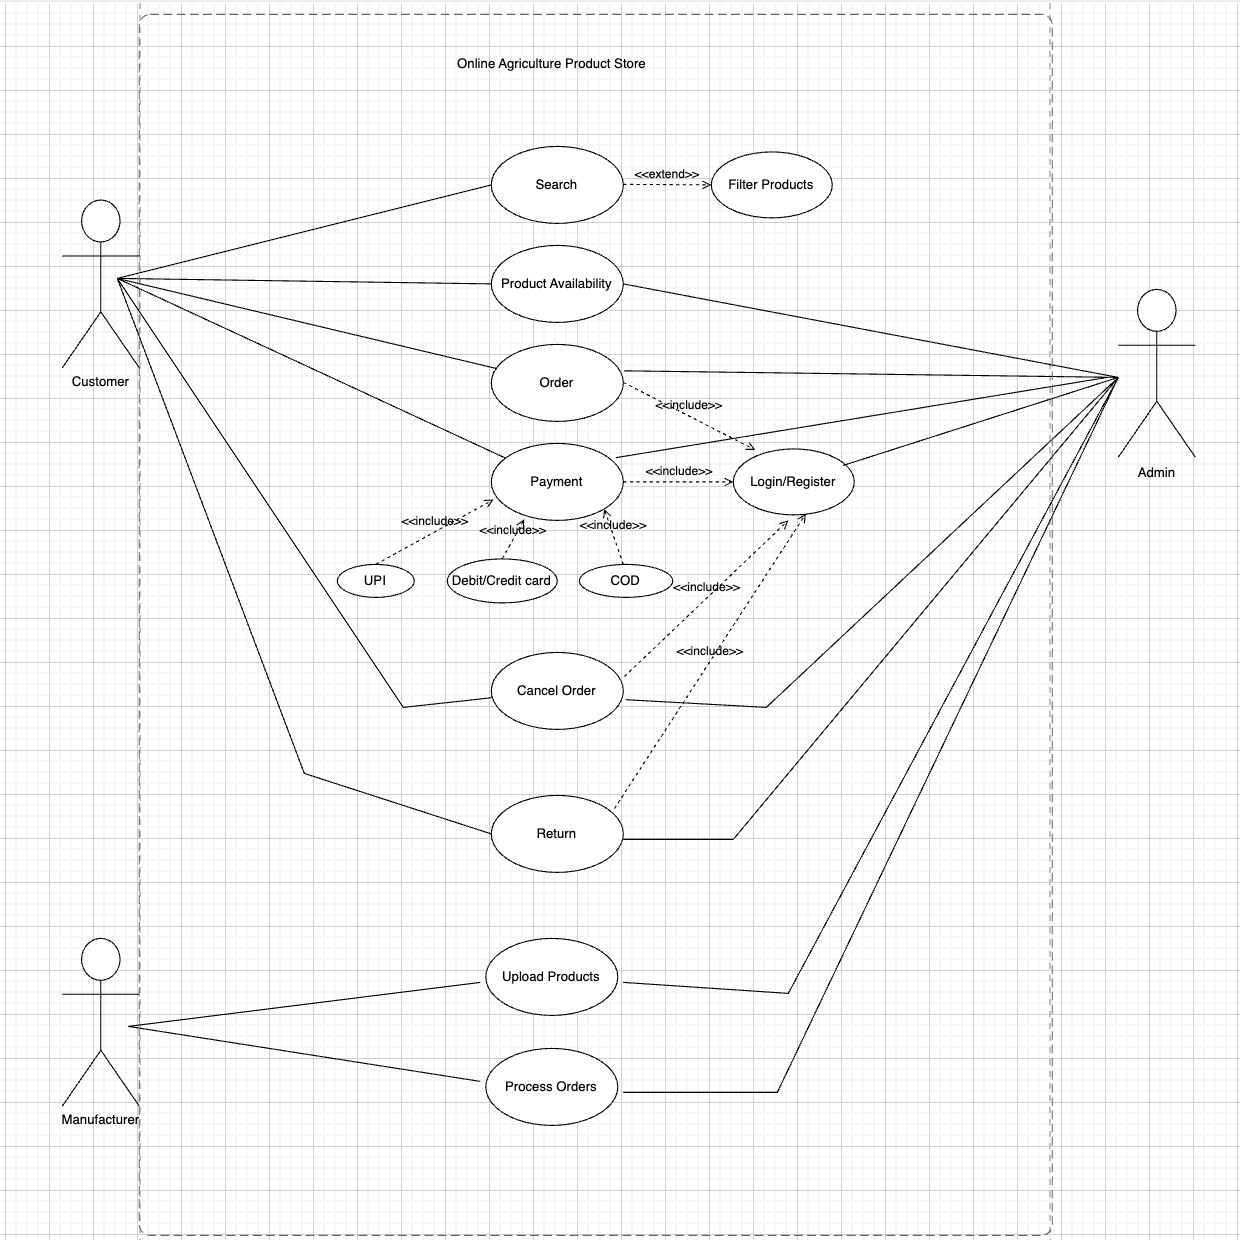 Online Agriculture Product Store
Search
<<extend>>
Filter Products
Product Availability
Customer
Order
<<include>>
Admin
Payment
<<include>>
Login/Register
<<include>>
<<include>>
<<include>>
UPI
Debit/Credit card
COD
<<include>>
<<include>>
Cancel Order
Return
Upload Products
Process Orders
Manufacturer